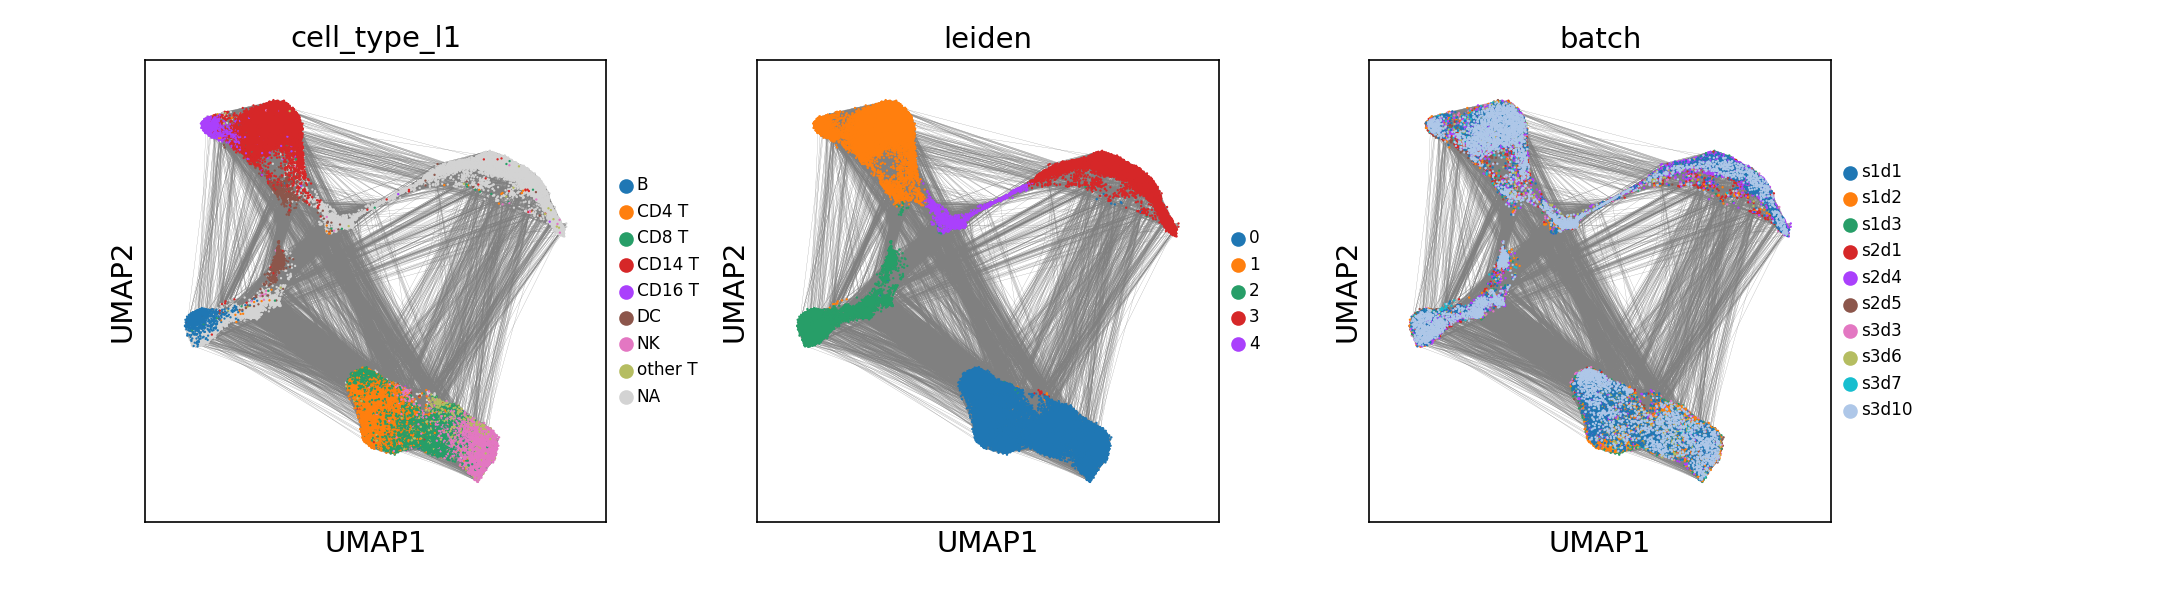 cell_type_l1
UMAP2
UMAP1
B
CD4 T
CD8 T
CD14 T
CD16 T
DC
NK
other T
NA
leiden
UMAP2
UMAP1
0
1
2
3
4
batch
UMAP2
UMAP1
s1d1
s1d2
s1d3
s2d1
s2d4
s2d5
s3d3
s3d6
s3d7
s3d10